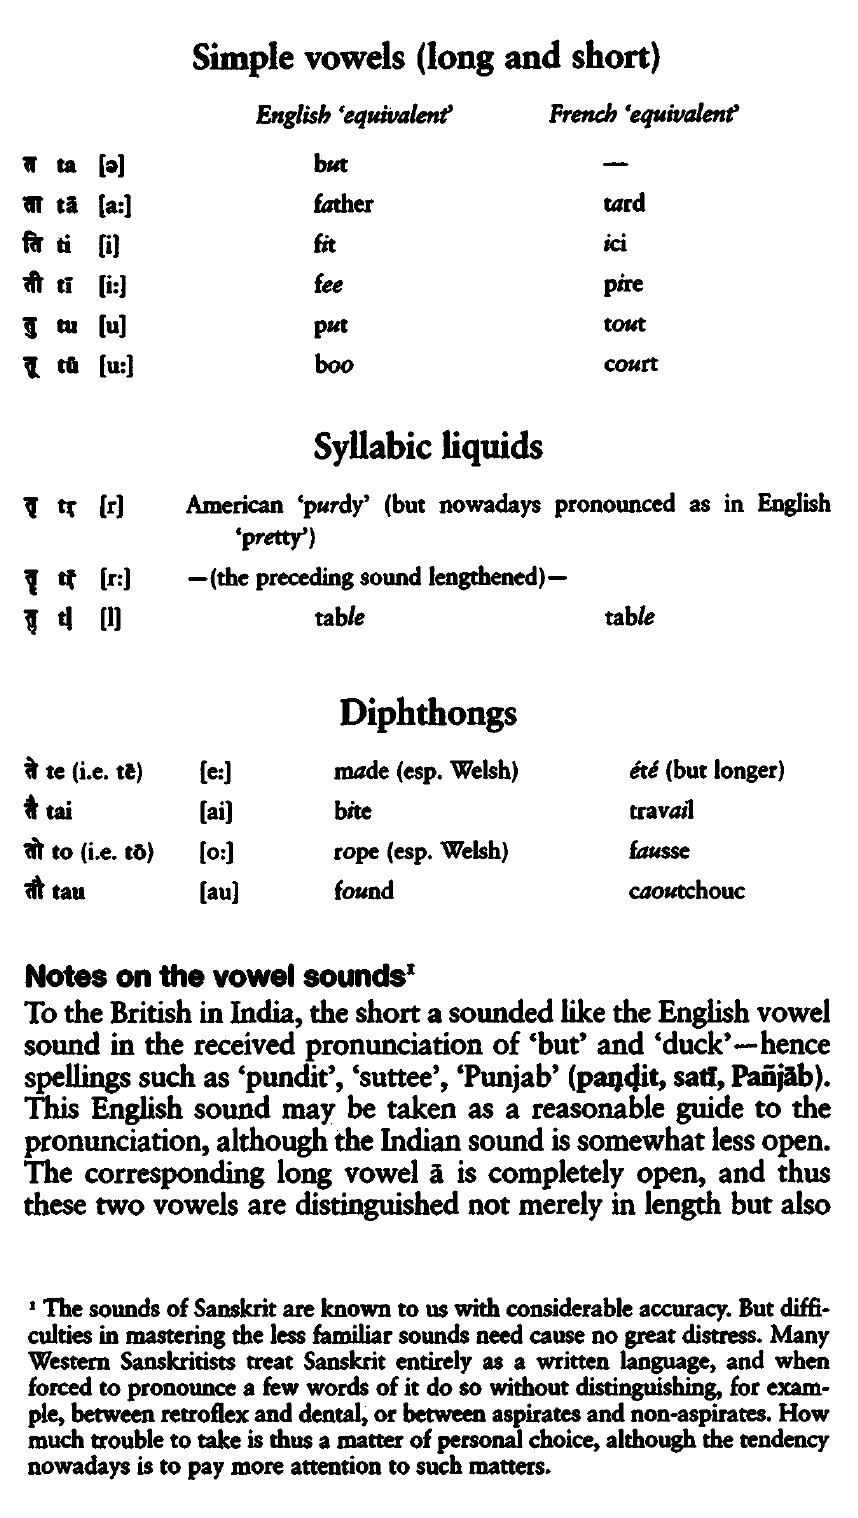 Simple vowels (long and short)
English ‘equivalent’ French ‘equivalent’
त ta [ə] but —
ता tā [a:] father tard
ति ti [i] fit ici
ती tī [i:] fee pire
तु tu [u] put tout
तू tū [u:] boo court
Syllabic liquids
तृ tṛ [r] American ‘purdy’ (but nowadays pronounced as in English
‘pretty’)
तॄ tṝ [r:] —(the preceding sound lengthened)—
तॢ tḷ [l] table table
Diphthongs
ते te (i.e. tē) [e:] made (esp. Welsh) été (but longer)
तै tai [ai] bite travail
तो to (i.e. tō) [o:] rope (esp. Welsh) fausse
तौ tau [au] found caoutchouc
Notes on the vowel sounds¹
To the British in India, the short a sounded like the English vowel
sound in the received pronunciation of ‘but’ and ‘duck’—hence
spellings such as ‘pundit’, ‘suttee’, ‘Punjab’ (paṇḍit, satī, Pañjāb).
This English sound may be taken as a reasonable guide to the
pronunciation, although the Indian sound is somewhat less open.
The corresponding long vowel ā is completely open, and thus
these two vowels are distinguished not merely in length but also
¹ The sounds of Sanskrit are known to us with considerable accuracy. But diffi-
culties in mastering the less familiar sounds need cause no great distress. Many
Western Sanskritists treat Sanskrit entirely as a written language, and when
forced to pronounce a few words of it do so without distinguishing, for exam-
ple, between retroflex and dental, or between aspirates and non-aspirates. How
much trouble to take is thus a matter of personal choice, although the tendency
nowadays is to pay more attention to such matters.